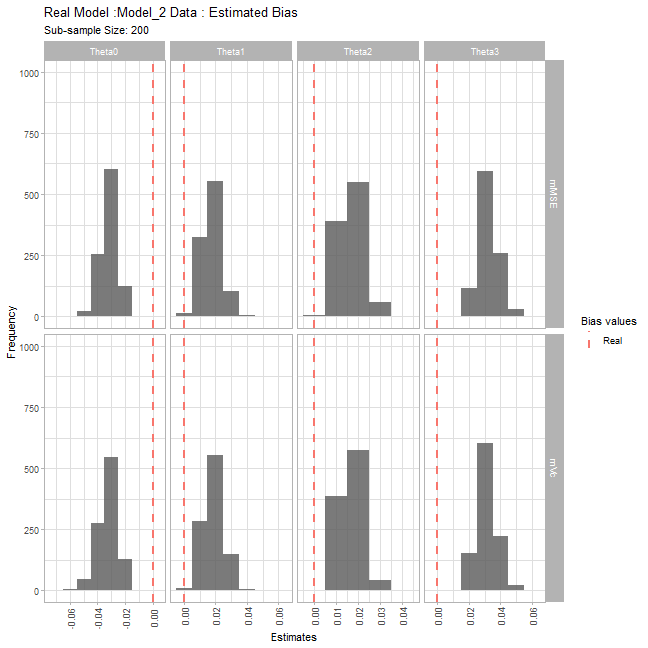 Real Model :Model_2 Data : Estimated Bias
Sub-sample Size: 200
Theta0 Theta1 Theta2 Theta3
1000
750
500
250
0
mMSE
1000
750
500
250
0
mVc
Frequency
-0.06 -0.04 -0.02 0.00 0.00 0.02 0.04 0.06 0.00 0.01 0.02 0.03 0.04 0.00 0.02 0.04 0.06
Estimates
Bias values
Real